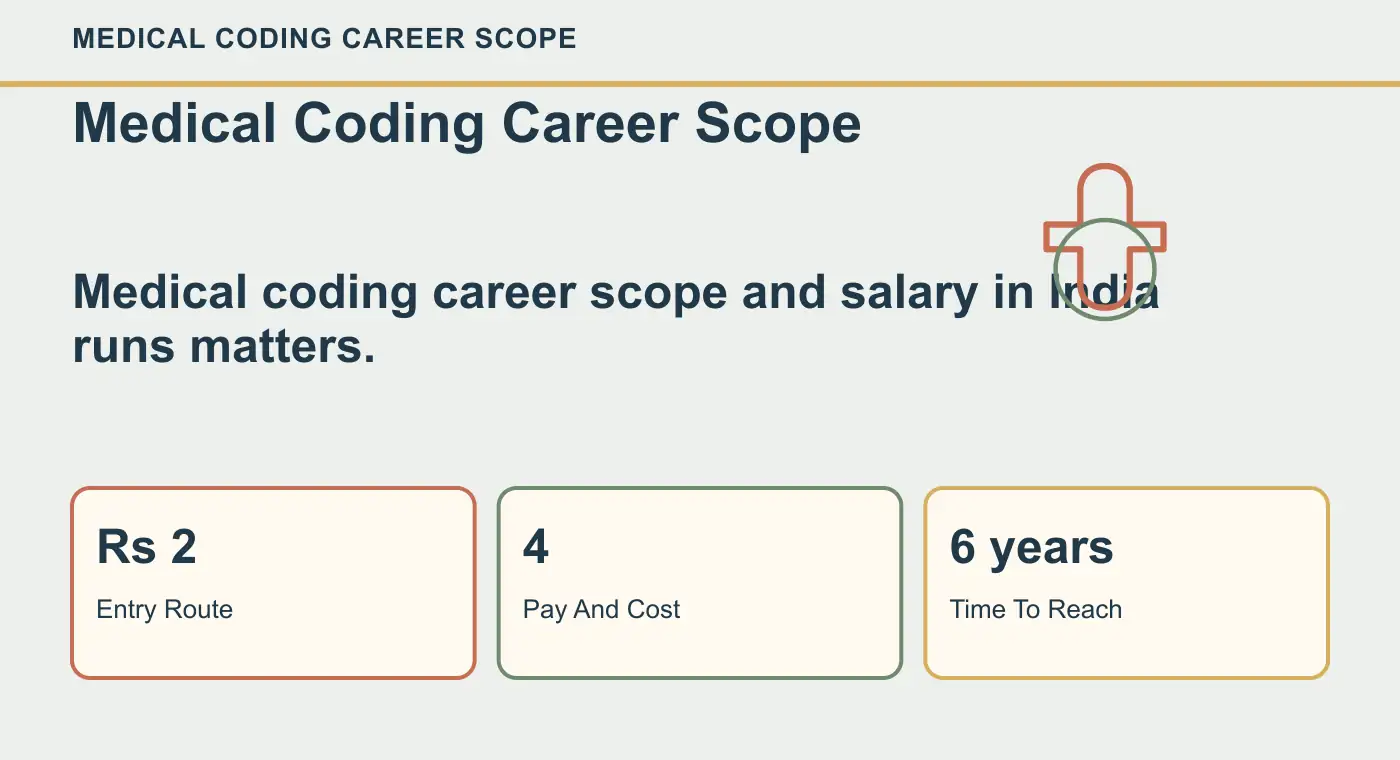 MEDICAL CODING CAREER SCOPE
Medical Coding Career Scope
Medical coding career scope and salary in India
runs matters.
Rs 2
Entry Route
4
Pay And Cost
6 years
Time To Reach